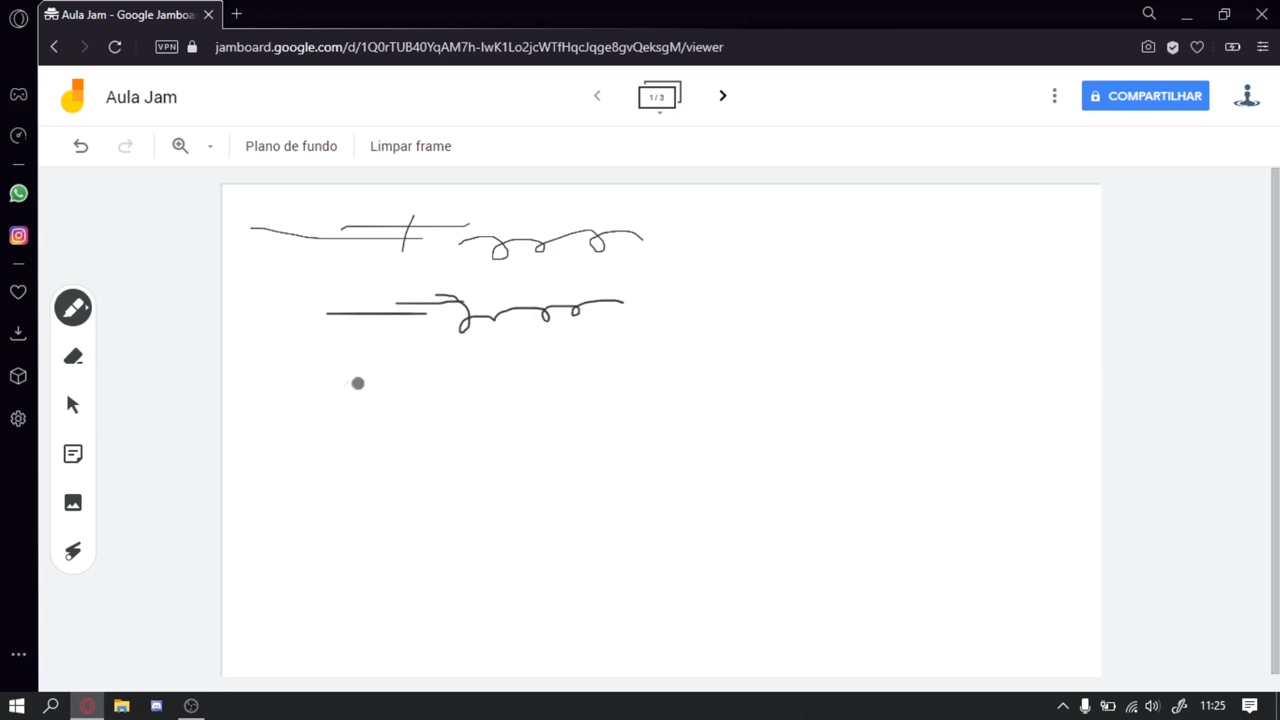 Aula Jam - Google Jamboa
VPN jamboard.google.com/d/1Q0rTUB40YqAM7h-IwK1Lo2jcWTfHqcJqge8gvQeksgM/viewer
Aula Jam
1/3
COMPARTILHAR
Plano de fundo
Limpar frame
11:25